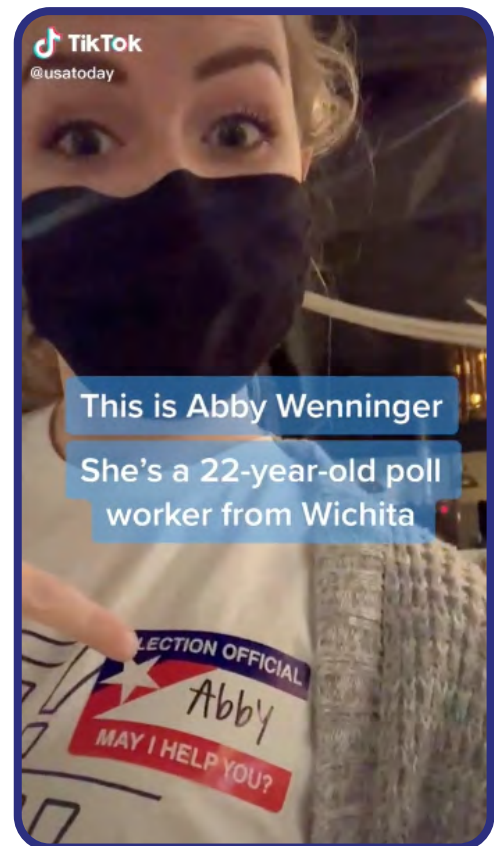 TikTok
@usatoday
This is Abby Wenninger
She's a 22-year-old poll
worker from Wichita
LECTION OFFICIAL
Abby
MAY I HELP YOU?